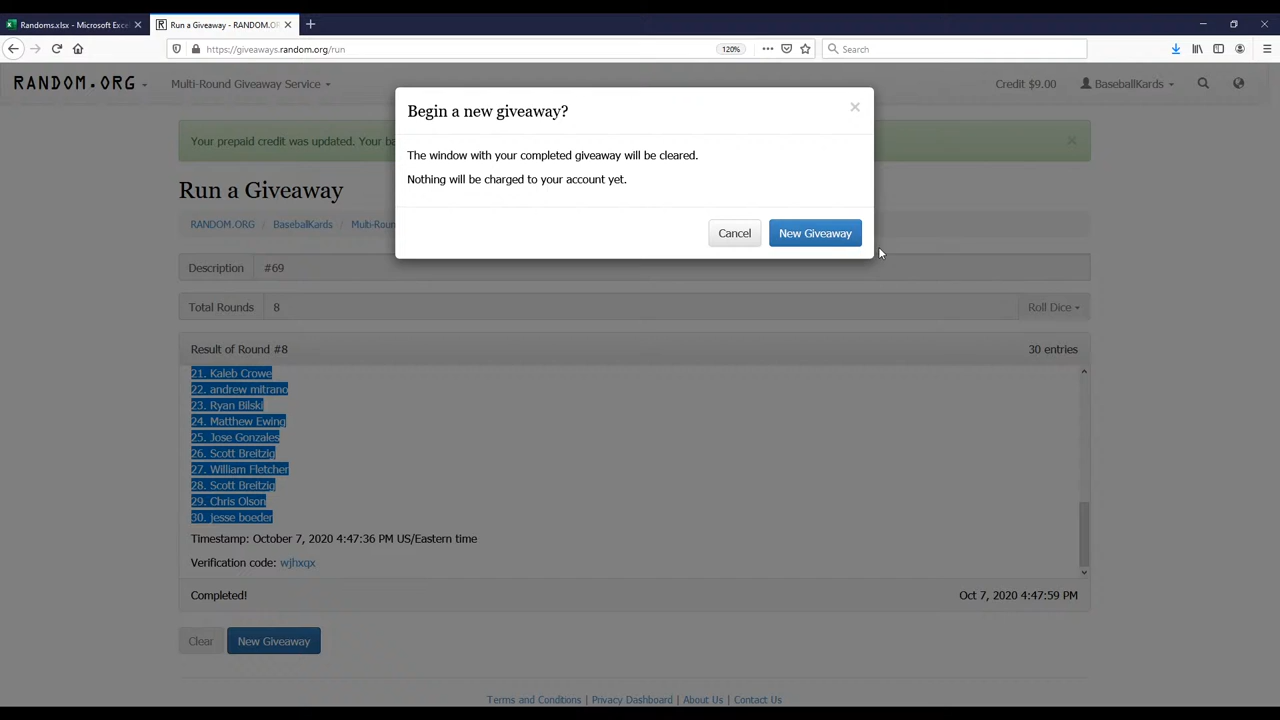 Randoms.xlsx - Microsoft Exce
Run a Giveaway - RANDOM.OR
https://giveaways.random.org/run
120%
Search
RANDOM.ORG
Multi-Round Giveaway Service
Credit $9.00
BaseballKards
Begin a new giveaway?
The window with your completed giveaway will be cleared.
Nothing will be charged to your account yet.
Cancel
New Giveaway
Your prepaid credit was updated. Your ba
Run a Giveaway
RANDOM.ORG
BaseballKards
Multi-Roun
Description
#69
Total Rounds
8
Roll Dice
Result of Round #8
30 entries
21. Kaleb Crowe
22. andrew mitrano
23. Ryan Bilski
24. Matthew Ewing
25. Jose Gonzales
26. Scott Breitzig
27. William Fletcher
28. Scott Breitzig
29. Chris Olson
30. jesse boeder
Timestamp: October 7, 2020 4:47:36 PM US/Eastern time
Verification code: wjhxqx
Completed!
Oct 7, 2020 4:47:59 PM
Clear
New Giveaway
Terms and Conditions | Privacy Dashboard | About Us | Contact Us